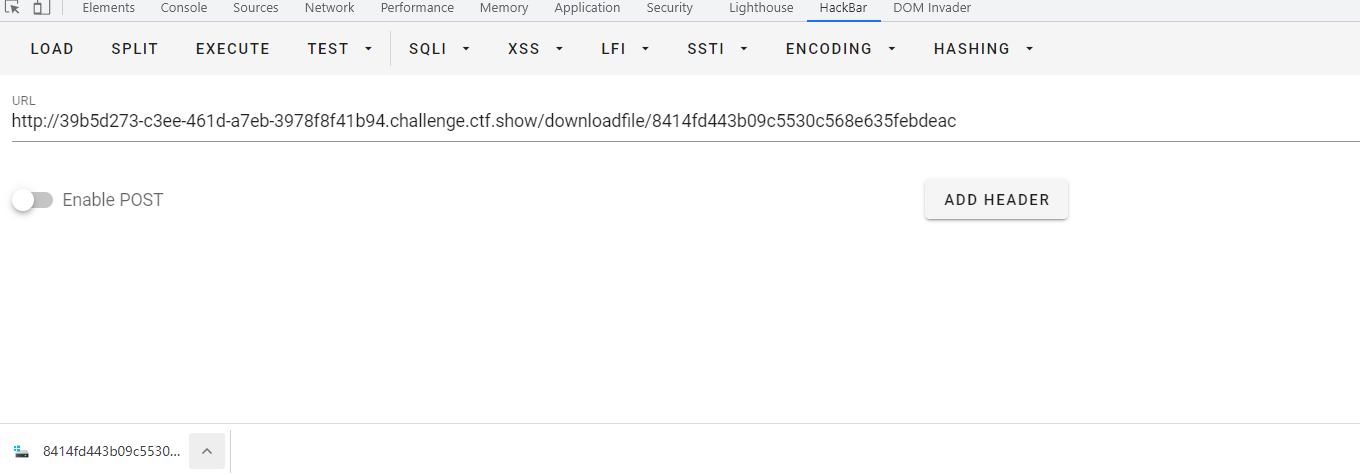 Elements Console Sources Network Performance Memory Application Security Lighthouse HackBar DOM Invader
LOAD SPLIT EXECUTE TEST SQLI XSS LFI SSTI ENCODING HASHING
URL
http://39b5d273-c3ee-461d-a7eb-3978f8f41b94.challenge.ctf.show/downloadfile/8414fd443b09c5530c568e635febdeac
Enable POST ADD HEADER
8414fd443b09c5530...